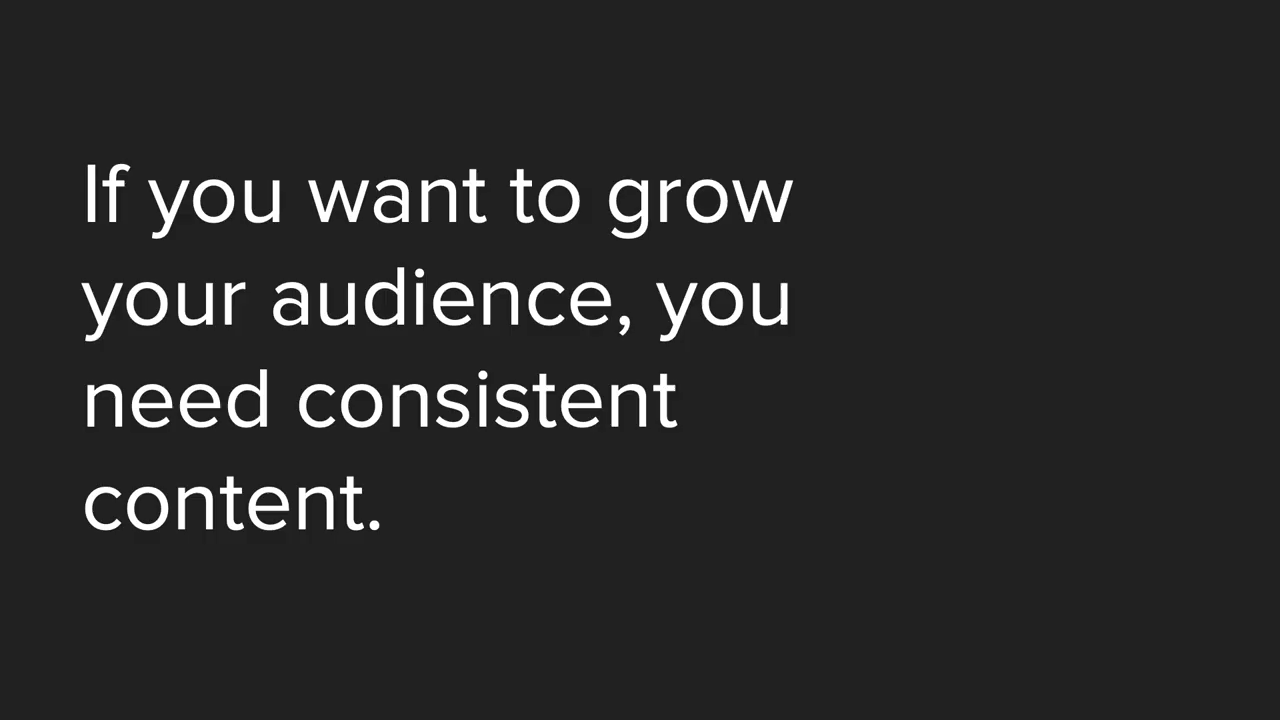 If you want to grow
your audience, you
need consistent
content.